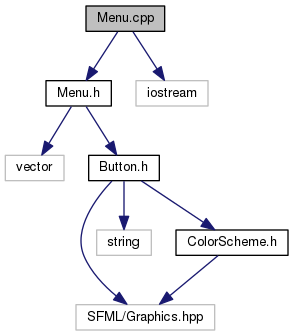 Menu.cpp
Menu.h
iostream
vector
Button.h
string
ColorScheme.h
SFML/Graphics.hpp